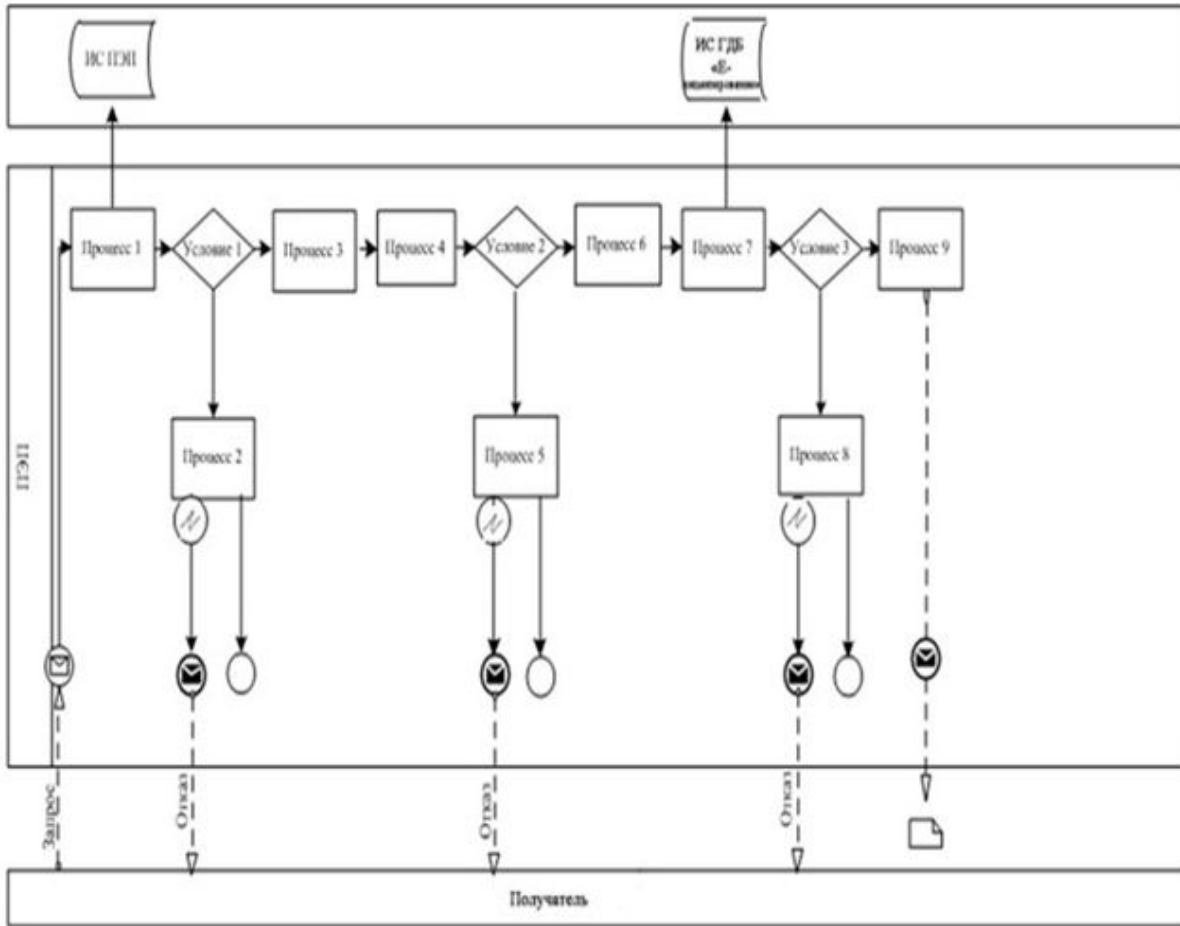 ИС ПЭП
ИС ГДБ
«Е-
Процесс 1
Условие 1
Процесс 3
Процесс 4
Условие 2
Процесс 6
Процесс 7
Условие 3
Процесс 9
Процесс 2
Процесс 5
Процесс 8
ПЭП
Запрос
Отказ
Отказ
Отказ
Получатель